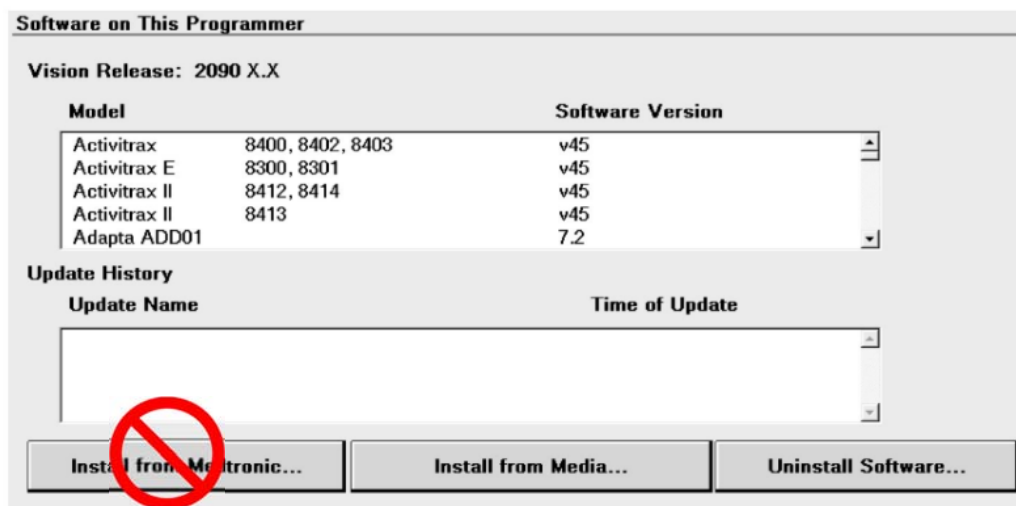 Software on This Programmer
Vision Release: 2090 X.X
Model Software Version
Activitrax 8400, 8402, 8403 v45
Activitrax E 8300, 8301 v45
Activitrax II 8412, 8414 v45
Activitrax II 8413 v45
Adapta ADD01 7.2
Update History
Update Name Time of Update
Install from Medtronic... Install from Media... Uninstall Software...